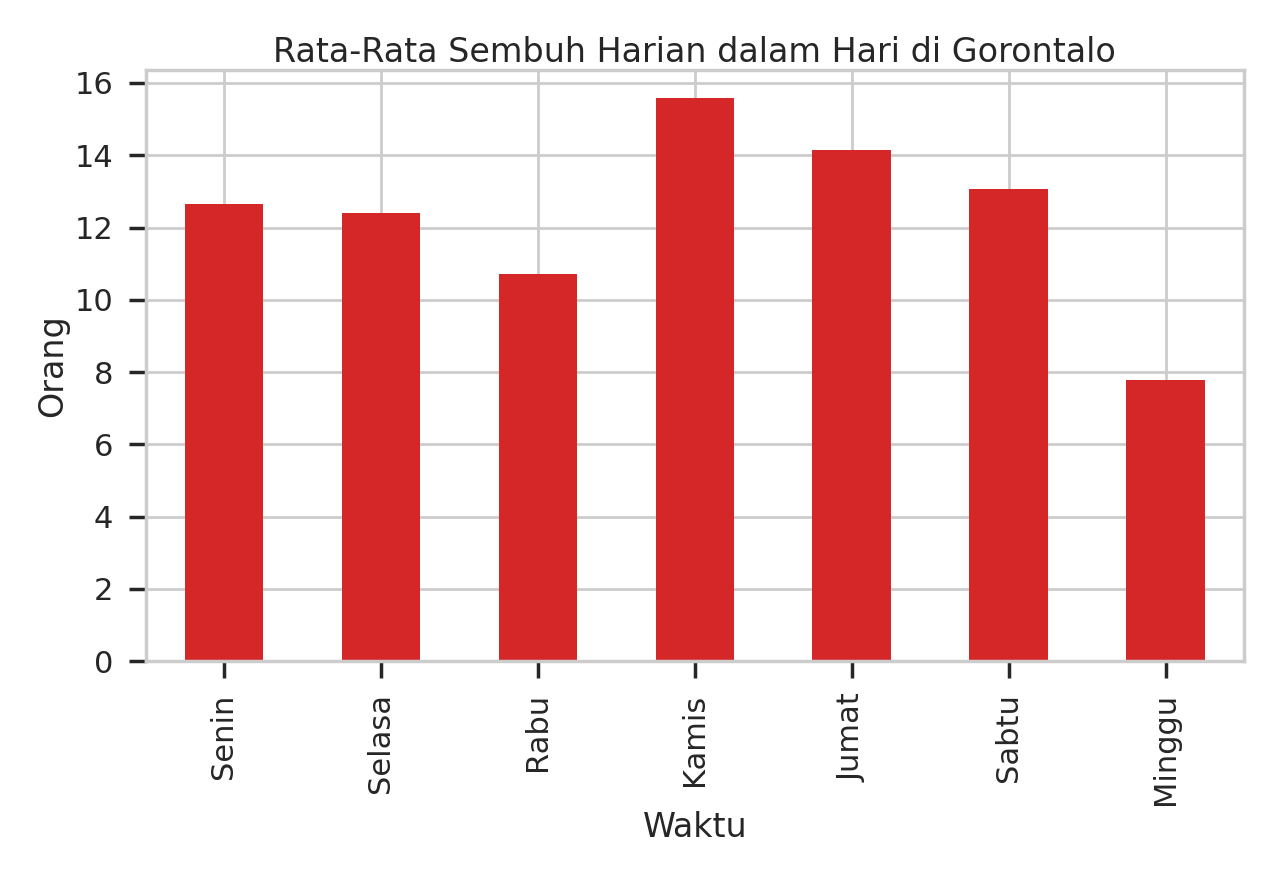 Rata-Rata Sembuh Harian dalam Hari di Gorontalo
16
14
12
10
8
6
4
2
0
Orang
Senin
Selasa
Rabu
Kamis
Jumat
Sabtu
Minggu
Waktu